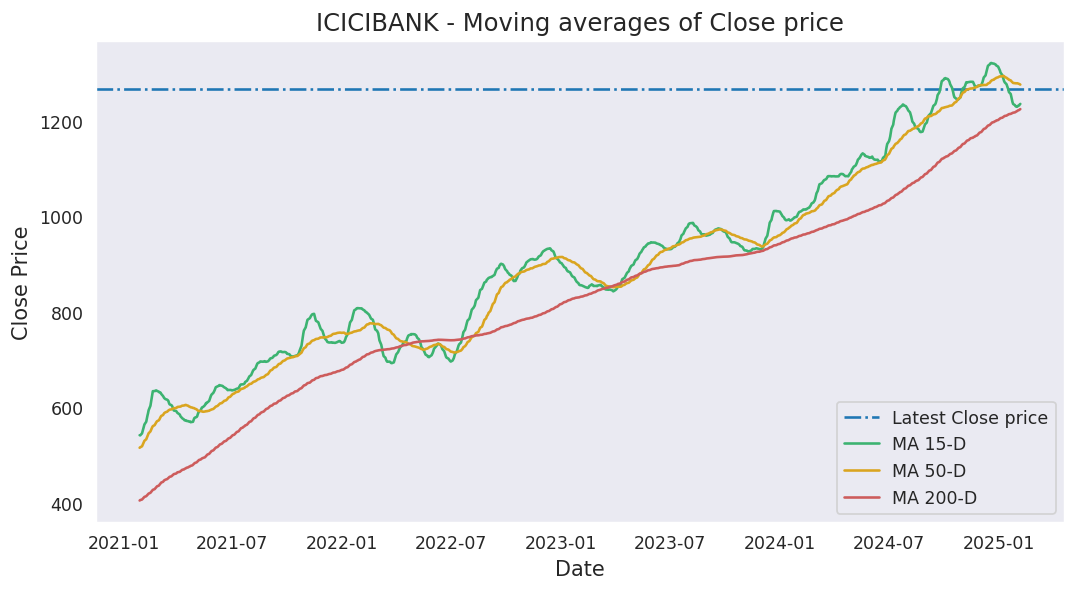 ICICIBANK - Moving averages of Close price
Close Price
1200
1000
800
600
400
2021-01
2021-07
2022-01
2022-07
2023-01
2023-07
2024-01
2024-07
2025-01
Date
Latest Close price
MA 15-D
MA 50-D
MA 200-D